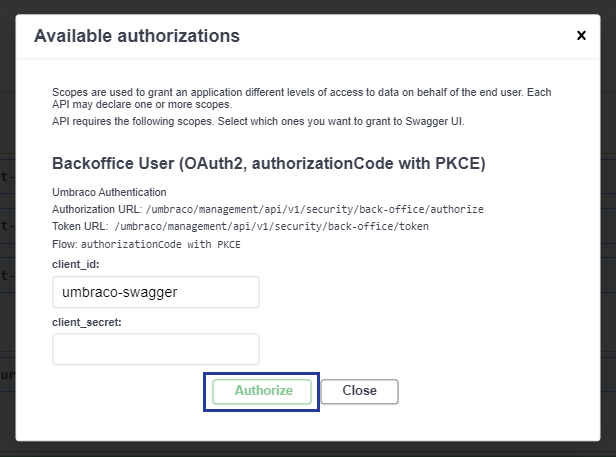 Available authorizations
×
Scopes are used to grant an application different levels of access to data on behalf of the end user. Each
API may declare one or more scopes.
API requires the following scopes. Select which ones you want to grant to Swagger UI.
Backoffice User (OAuth2, authorizationCode with PKCE)
Umbraco Authentication
Authorization URL: /umbraco/management/api/v1/security/back-office/authorize
Token URL: /umbraco/management/api/v1/security/back-office/token
Flow: authorizationCode with PKCE
client_id:
umbraco-swagger
client_secret:
Authorize Close